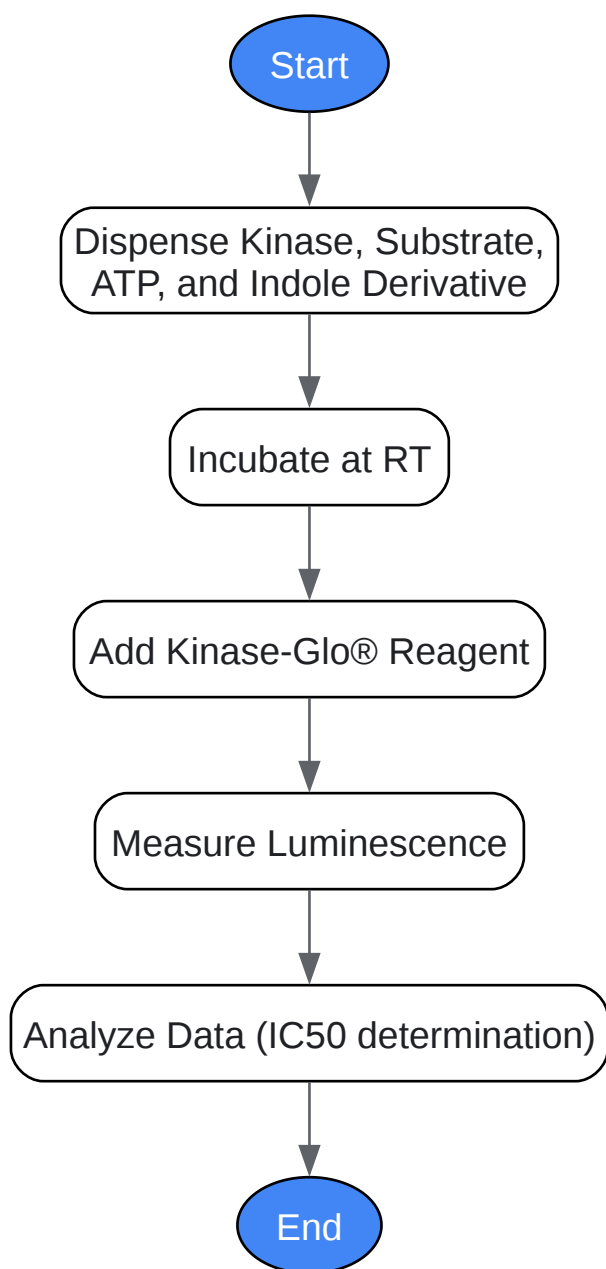 Start
Dispense Kinase, Substrate,
ATP, and Indole Derivative
Incubate at RT
Add Kinase-Glo® Reagent
Measure Luminescence
Analyze Data (IC50 determination)
End